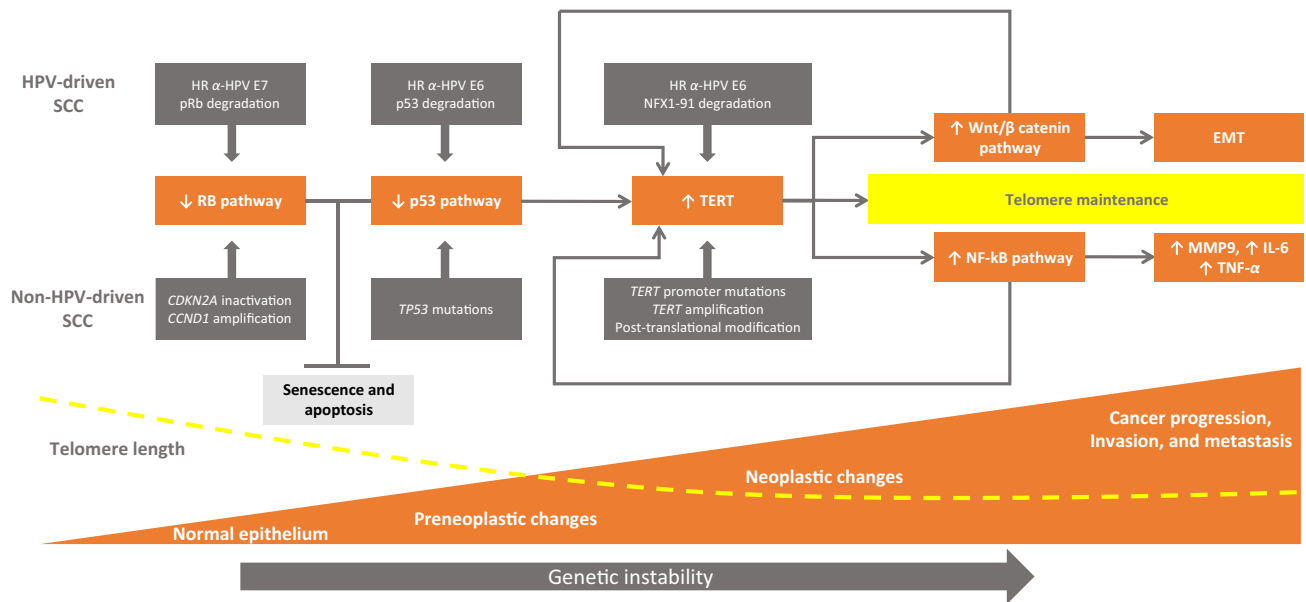 HPV-driven
SCC
HR α-HPV E7
pRb degradation
HR α-HPV E6
p53 degradation
HR α-HPV E6
NFX1-91 degradation
↑ Wnt/β catenin
pathway
EMT
↓ RB pathway
↓ p53 pathway
↑ TERT
Telomere maintenance
↑ NF-kB pathway
↑ MMP9, ↑ IL-6
↑ TNF-α
Non-HPV-driven
SCC
CDKN2A inactivation
CCND1 amplification
TP53 mutations
TERT promoter mutations
TERT amplification
Post-translational modification
Senescence and
apoptosis
Telomere length
Cancer progression,
Invasion, and metastasis
Neoplastic changes
Preneoplastic changes
Normal epithelium
Genetic instability